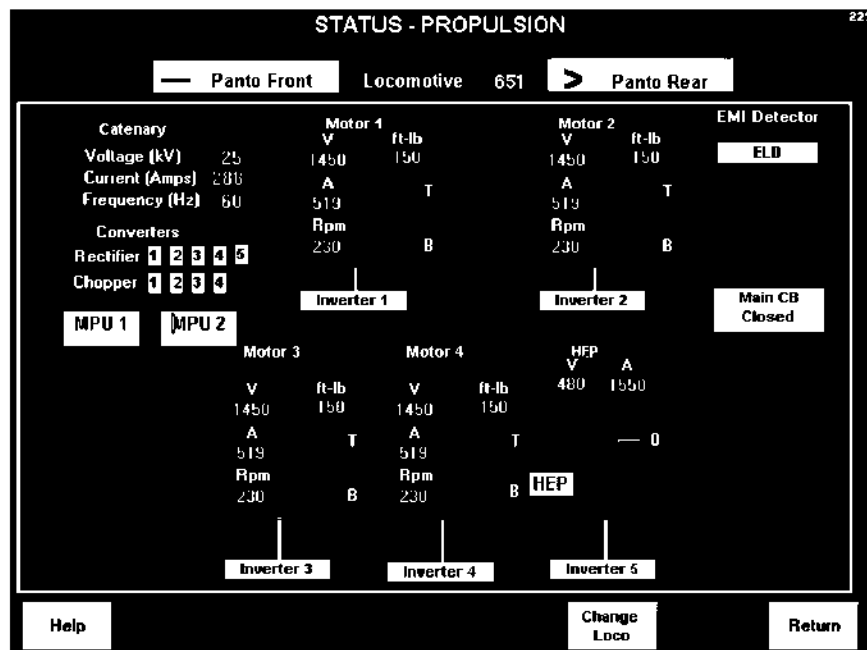 STATUS - PROPULSION
— Panto Front Locomotive 651 > Panto Rear
Catenary
Voltage (kV) 25
Current (Amps) 286
Frequency (Hz) 60
Converters
Rectifier 1 2 3 4 5
Chopper 1 2 3 4
MPU 1 MPU 2
Motor 1
V ft-lb
1450 150
A
519 T
Rpm
230 B
Inverter 1
Motor 2
V ft-lb
1450 150
A
519 T
Rpm
230 B
Inverter 2
EMI Detector
ELD
Main CB
Closed
Motor 3
V ft-lb
1450 150
A
519 T
Rpm
230 B
Inverter 3
Motor 4
V ft-lb
1450 150
A
519 T
Rpm
230 B
Inverter 4
HEP
V A
480 1550
0
HEP
Inverter 5
Help
Change
Loco
Return